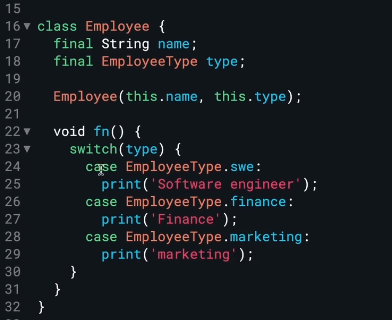 15
16 class Employee {
17   final String name;
18   final EmployeeType type;
19
20   Employee(this.name, this.type);
21
22   void fn() {
23     switch(type) {
24       case EmployeeType.swe:
25         print('Software engineer');
26       case EmployeeType.finance:
27         print('Finance');
28       case EmployeeType.marketing:
29         print('marketing');
30     }
31   }
32 }